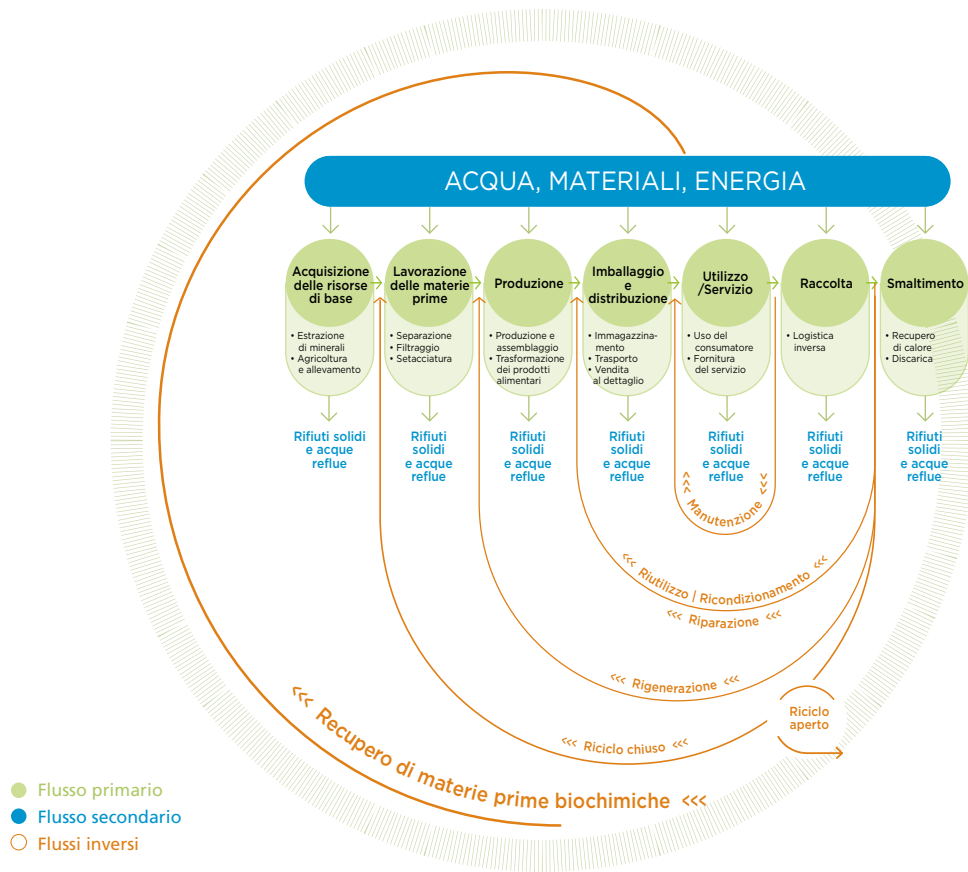 ACQUA, MATERIALI, ENERGIA
Acquisizione
delle risorse
di base
• Estrazione
di minerali
• Agricoltura
e allevamento
Rifiuti solidi
e acque
reflue
Lavorazione
delle materie
prime
• Separazione
• Filtraggio
• Setacciatura
Rifiuti
solidi
e acque
reflue
Produzione
• Produzione e
assemblaggio
• Trasformazione
dei prodotti
alimentari
Rifiuti
solidi
e acque
reflue
Imballaggio
e
distribuzione
• Immagazzina-
mento
• Trasporto
• Vendita
al dettaglio
Rifiuti
solidi
e acque
reflue
Utilizzo
/Servizio
• Uso del
consumatore
• Fornitura
del servizio
Rifiuti
solidi
e acque
reflue
Raccolta
• Logistica
inversa
Rifiuti
solidi
e acque
reflue
Smaltimento
• Recupero
di calore
• Discarica
Rifiuti
solidi
e acque
reflue
<<< Manutenzione <<<
<<< Riutilizzo | Ricondizionamento <<<
<<< Riparazione <<<
<<< Rigenerazione <<<
Riciclo
aperto
<<< Riciclo chiuso <<<
<<< Recupero di materie prime biochimiche <<<
Flusso primario
Flusso secondario
Flussi inversi